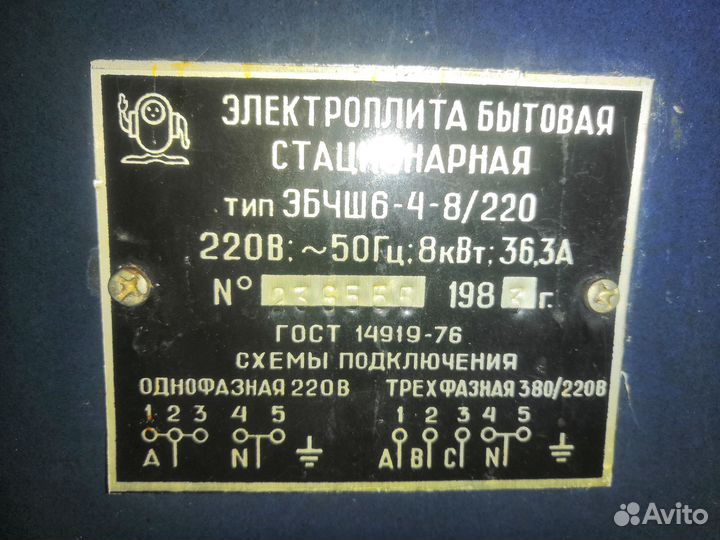 ЭЛЕКТРОПЛИТА БЫТОВАЯ
СТАЦИОНАРНАЯ
ТИП ЭБЧШ6-4-8/220
220В; ~50Гц; 8кВт; 36,3А
N° 1983г.
ГОСТ 14919-76
СХЕМЫ ПОДКЛЮЧЕНИЯ
ОДНОФАЗНАЯ 220В ТРЕХФАЗНАЯ 380/220В
1 2 3 4 5 1 2 3 4 5
А N А В С N
Avito